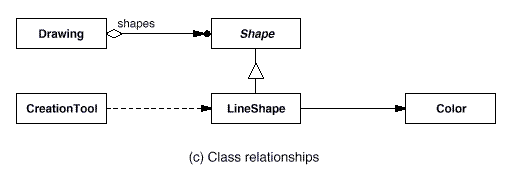 shapes
Drawing
Shape
CreationTool
LineShape
Color
(c) Class relationships